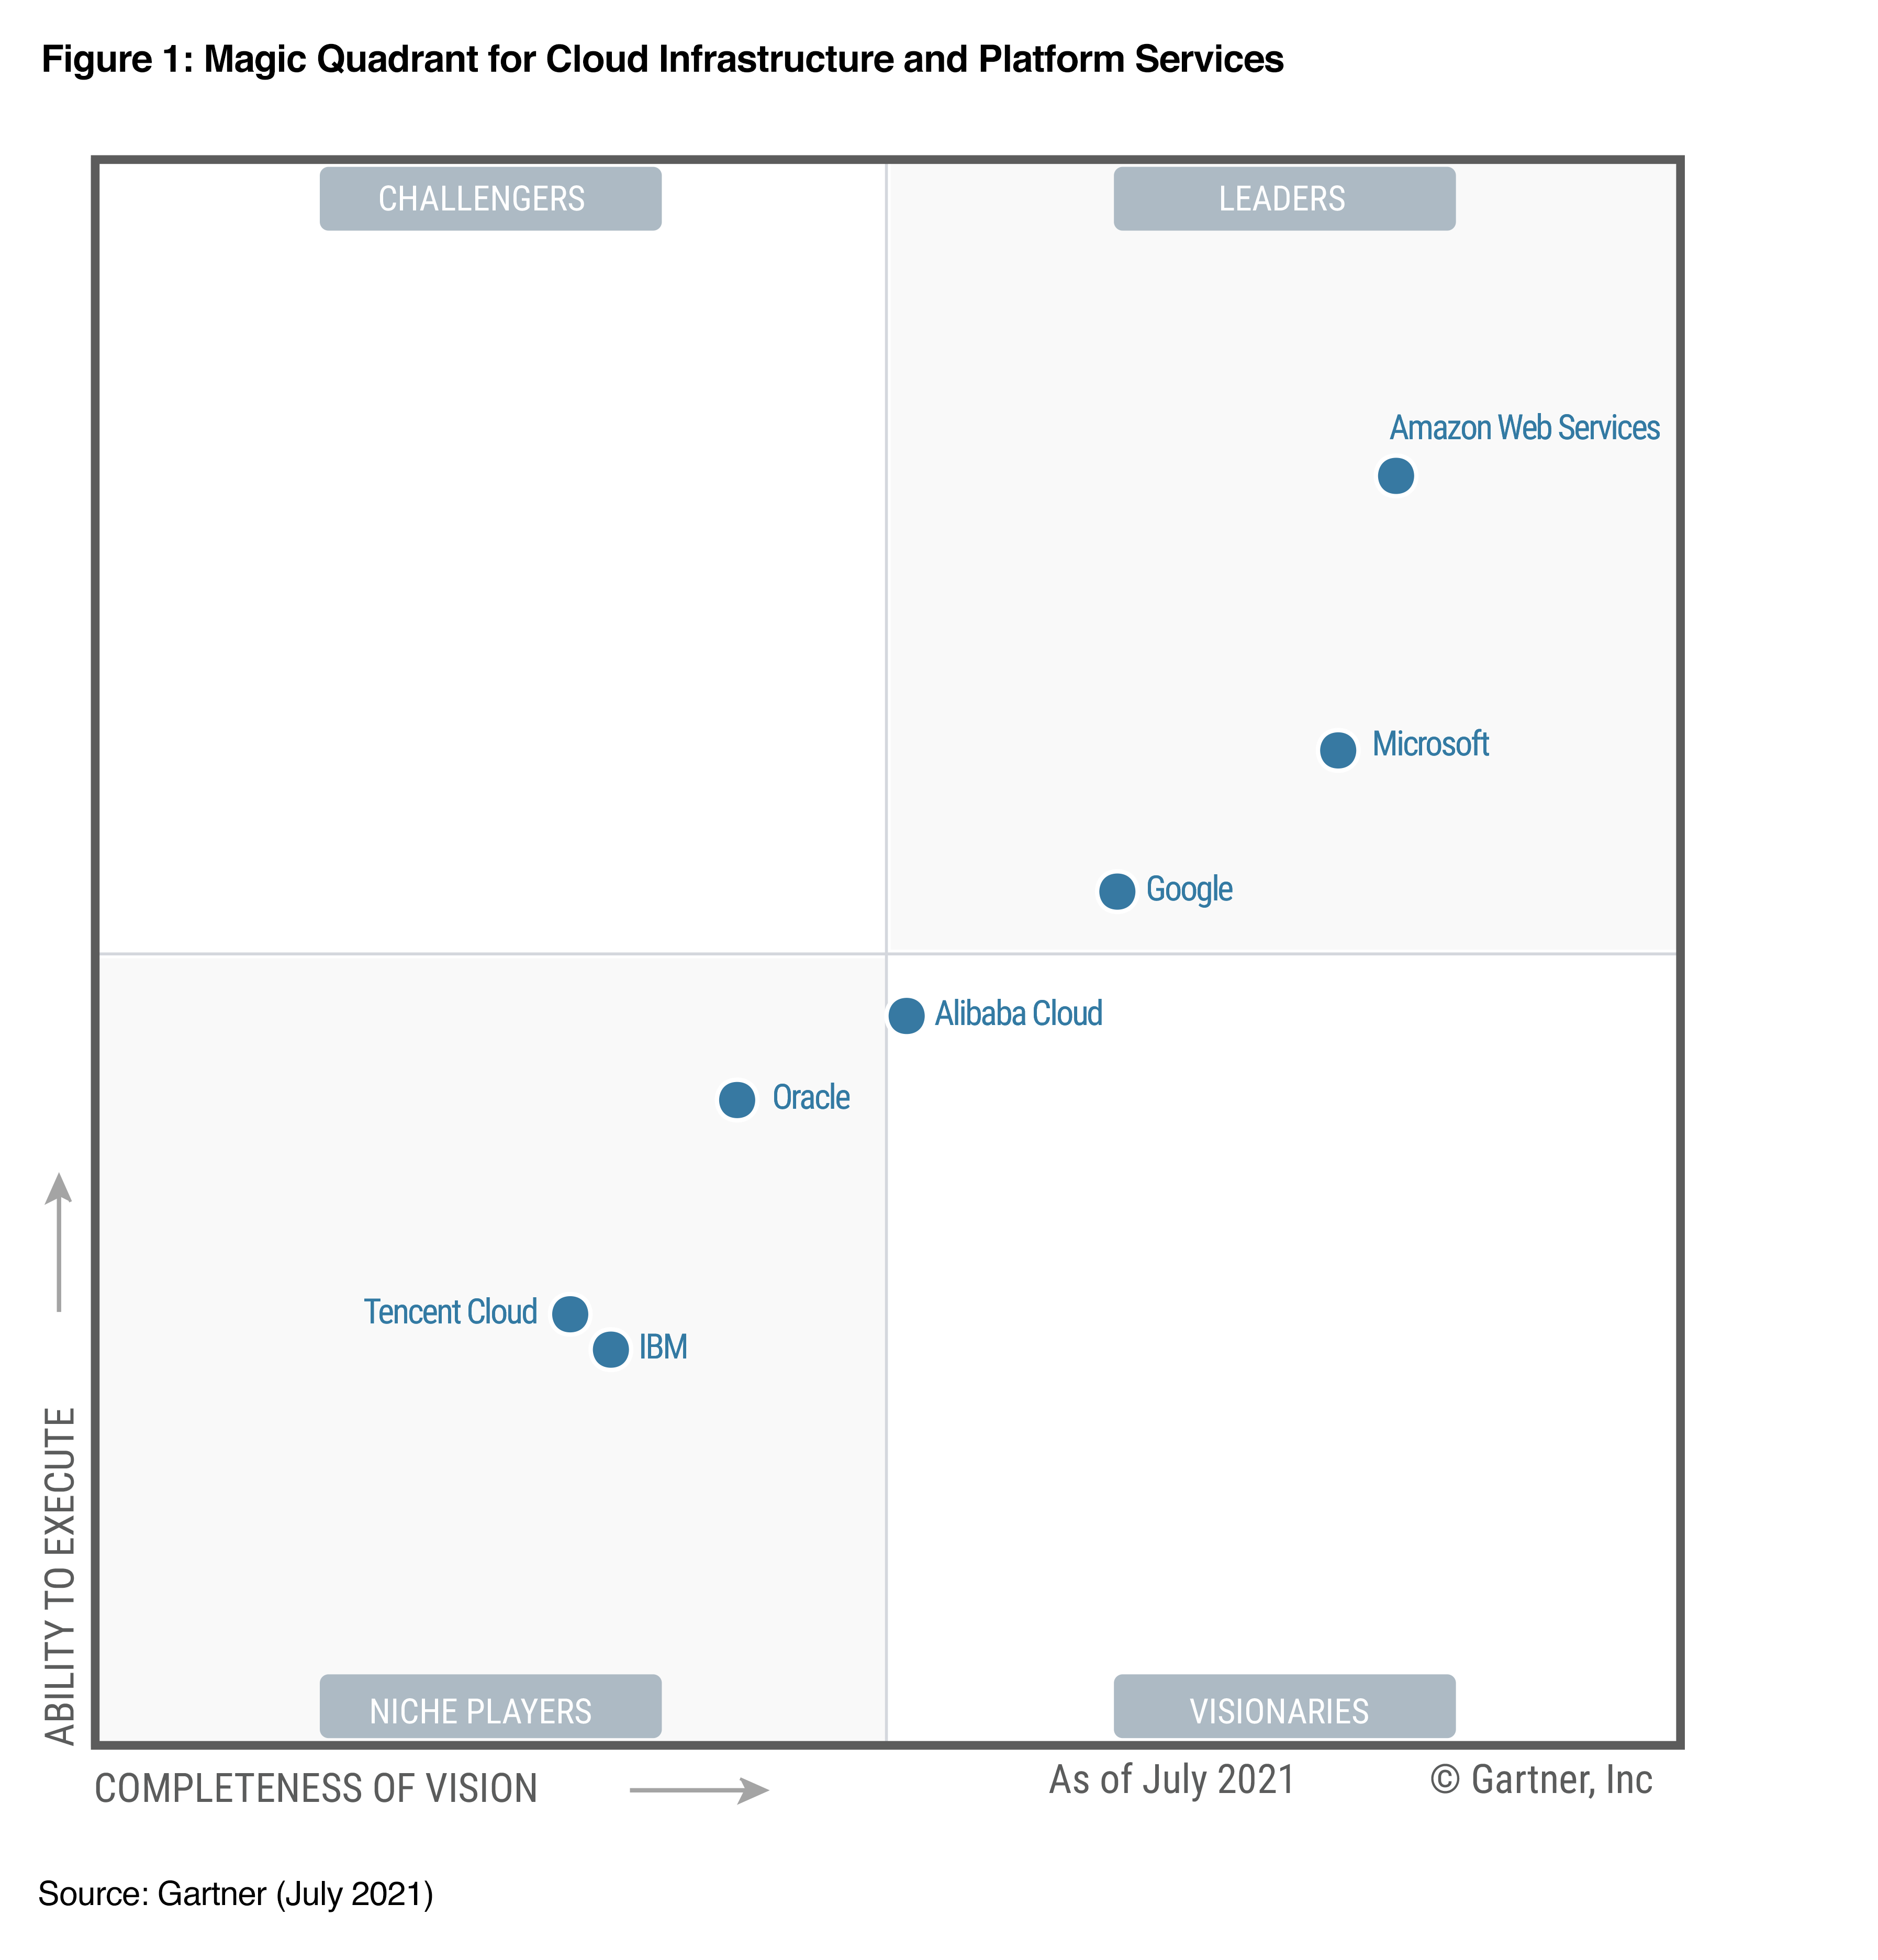 Figure 1: Magic Quadrant for Cloud Infrastructure and Platform Services
CHALLENGERS
LEADERS
Amazon Web Services
Microsoft
Google
Alibaba Cloud
Oracle
Tencent Cloud
IBM
NICHE PLAYERS
VISIONARIES
ABILITY TO EXECUTE
COMPLETENESS OF VISION
As of July 2021
© Gartner, Inc
Source: Gartner (July 2021)